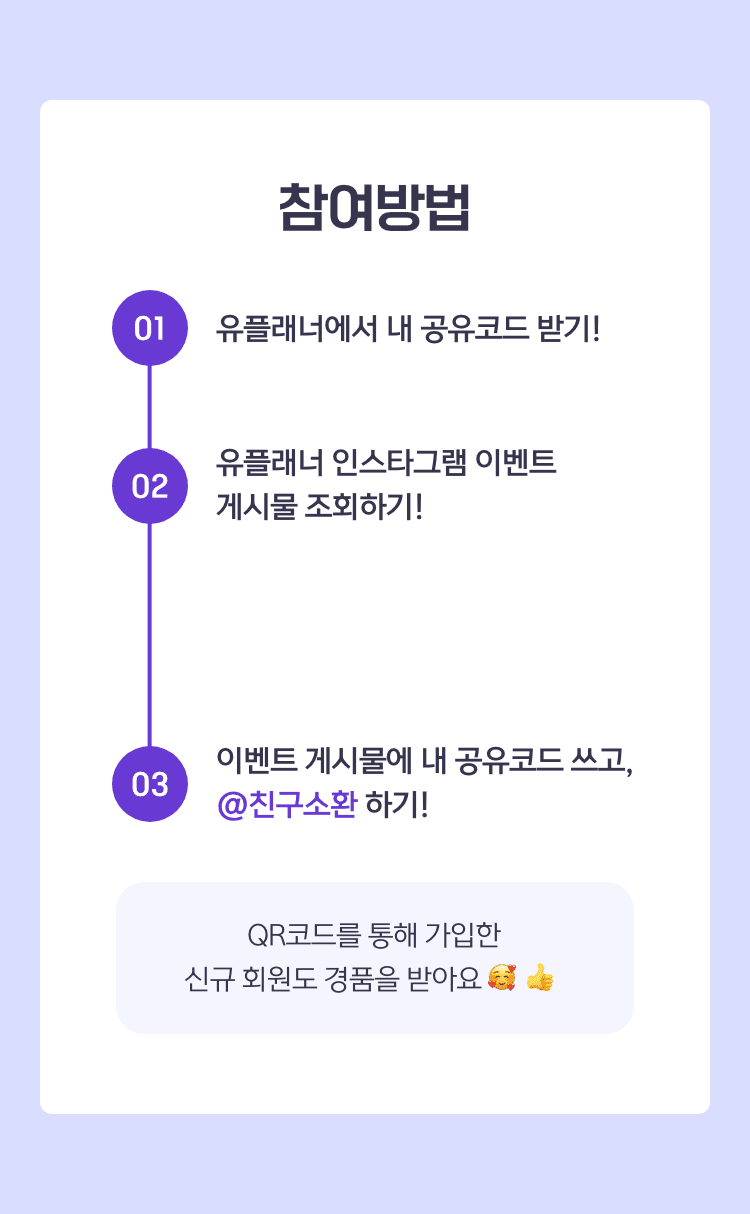 참여방법
01
유플래너에서 내 공유코드 받기!
02
유플래너 인스타그램 이벤트
게시물 조회하기!
03
이벤트 게시물에 내 공유코드 쓰고,
@친구소환 하기!
QR코드를 통해 가입한
신규 회원도 경품을 받아요 🥰 👍